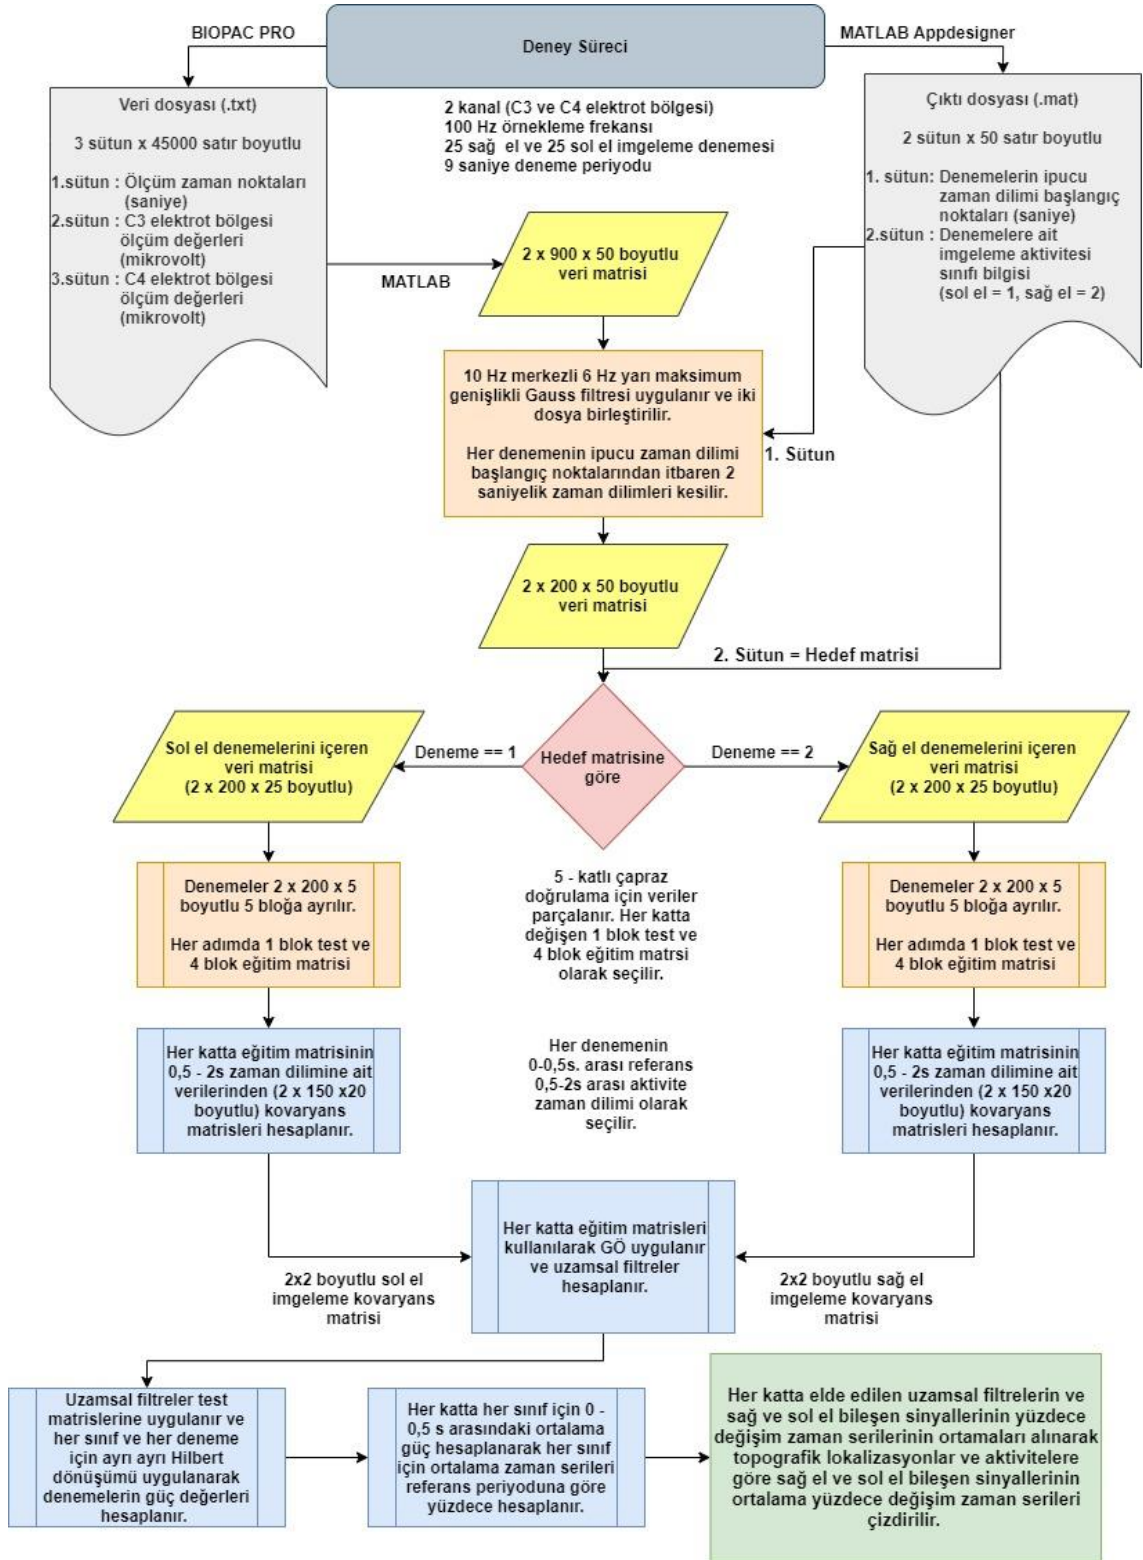 BIOPAC PRO
Deney Süreci
MATLAB Appdesigner
Veri dosyası (.txt)
3 sütun x 45000 satır boyutlu
1.sütun : Ölçüm zaman noktaları
(saniye)
2.sütun : C3 elektrot bölgesi
ölçüm değerleri
(mikrovolt)
3.sütun : C4 elektrot bölgesi
ölçüm değerleri
(mikrovolt)
2 kanal (C3 ve C4 elektrot bölgesi)
100 Hz örnekleme frekansı
25 sağ el ve 25 sol el imgeleme denemesi
9 saniye deneme periyodu
Çıktı dosyası (.mat)
2 sütun x 50 satır boyutlu
1. sütun: Denemelerin ipucu
zaman dilimi başlangıç
noktaları (saniye)
2.sütun : Denemelere ait
imgeleme aktivitesi
sınıfı bilgisi
(sol el = 1, sağ el = 2)
MATLAB
2 x 900 x 50 boyutlu
veri matrisi
10 Hz merkezli 6 Hz yarı maksimum
genişlikli Gauss filtresi uygulanır ve iki
dosya birleştirilir.
Her denemenin ipucu zaman dilimi
başlangıç noktalarından itbaren 2
saniyelik zaman dilimleri kesilir.
1. Sütun
2 x 200 x 50 boyutlu
veri matrisi
2. Sütun = Hedef matrisi
Sol el denemelerini içeren
veri matrisi
(2 x 200 x 25 boyutlu)
Deneme == 1
Hedef matrisine
göre
Deneme == 2
Sağ el denemelerini içeren
veri matrisi
(2 x 200 x 25 boyutlu)
Denemeler 2 x 200 x 5
boyutlu 5 bloğa ayrılır.
Her adımda 1 blok test ve
4 blok eğitim matrisi
5 - katlı çapraz
doğrulama için veriler
parçalanır. Her katta
değişen 1 blok test ve
4 blok eğitim matrsi
olarak seçilir.
Denemeler 2 x 200 x 5
boyutlu 5 bloğa ayrılır.
Her adımda 1 blok test ve
4 blok eğitim matrisi
Her katta eğitim matrisinin
0,5 - 2s zaman dilimine ait
verilerinden (2 x 150 x20
boyutlu) kovaryans
matrisleri hesaplanır.
Her denemenin
0-0,5s. arası referans
0,5-2s arası aktivite
zaman dilimi olarak
seçilir.
Her katta eğitim matrisinin
0,5 - 2s zaman dilimine ait
verilerinden (2 x 150 x20
boyutlu) kovaryans
matrisleri hesaplanır.
2x2 boyutlu sol el
imgeleme kovaryans
matrisi
Her katta eğitim matrisleri
kullanılarak GÖ uygulanır
ve uzamsal filtreler
hesaplanır.
2x2 boyutlu sağ el
imgeleme kovaryans
matrisi
Uzamsal filtreler test
matrislerine uygulanır ve
her sınıf ve her deneme
için ayrı ayrı Hilbert
dönüşümü uygulanarak
denemelerin güç değerleri
hesaplanır.
Her katta her sınıf için 0 -
0,5 s arasındaki ortalama
güç hesaplanarak her sınıf
için ortalama zaman serileri
referans periyoduna göre
yüzdece hesaplanır.
Her katta elde edilen uzamsal filtrelerin ve
sağ ve sol el bileşen sinyallerinin yüzdece
değişim zaman serilerinin ortamaları alınarak
topografik lokalizasyonlar ve aktivitelere
göre sağ el ve sol el bileşen sinyallerinin
ortalama yüzdece değişim zaman serileri
çizdirilir.